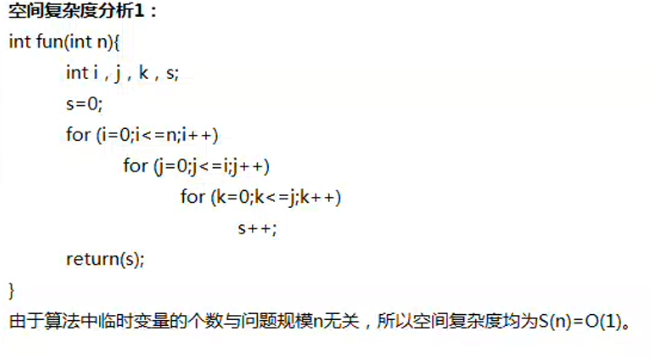 空间复杂度分析1：
int fun(int n){
int i , j , k , s;
s=0;
for (i=0;i<=n;i++)
for (j=0;j<=i;j++)
for (k=0;k<=j;k++)
s++;
return(s);
}
由于算法中临时变量的个数与问题规模n无关，所以空间复杂度均为S(n)=O(1)。